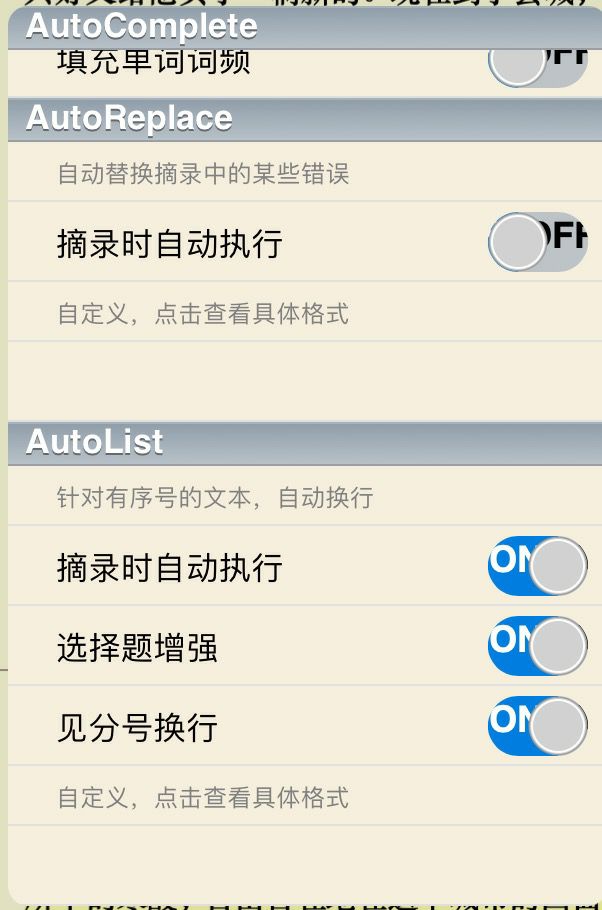 AutoComplete
填充单词词频
OFF
AutoReplace
自动替换摘录中的某些错误
摘录时自动执行
OFF
自定义，点击查看具体格式
AutoList
针对有序号的文本，自动换行
摘录时自动执行
ON
选择题增强
ON
见分号换行
ON
自定义，点击查看具体格式